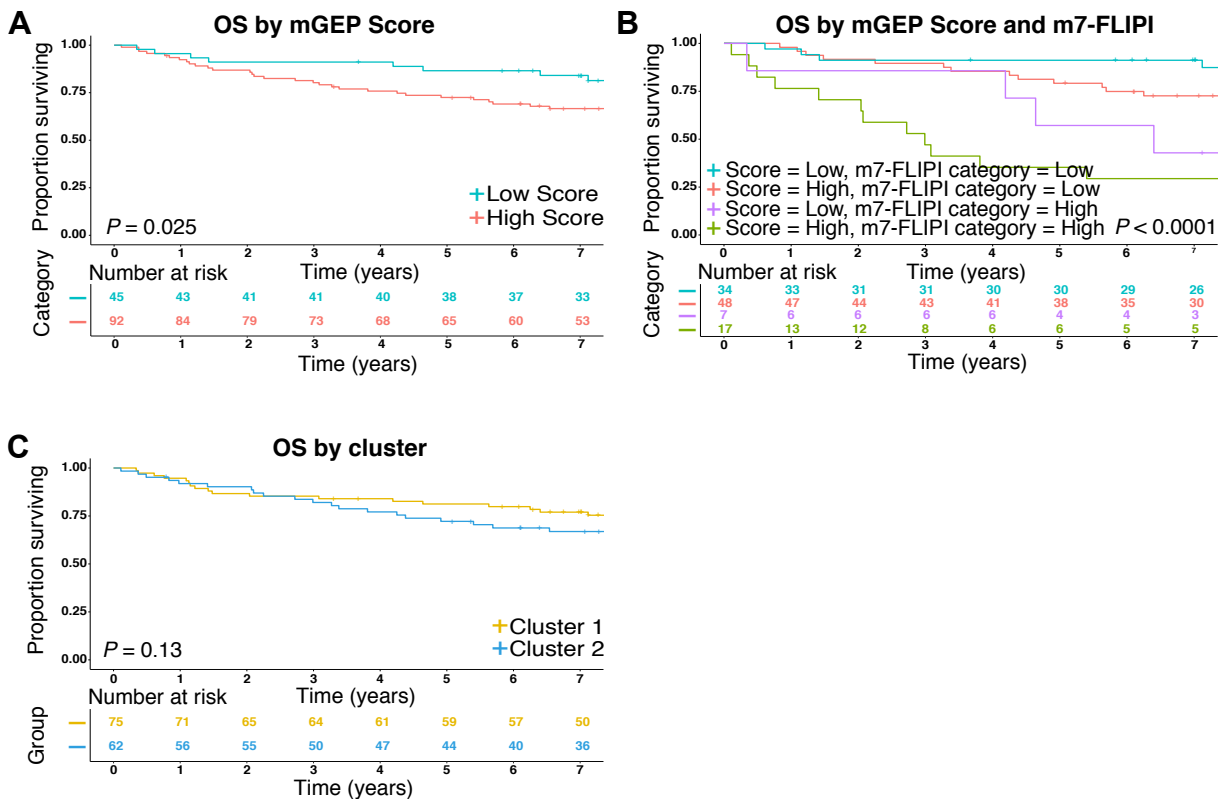 A
OS by mGEP Score
Proportion surviving
1.00
0.75
0.50
0.25
0.00
Low Score
High Score
P = 0.025
0 1 2 3 4 5 6 7
Time (years)
Number at risk
Category
45 43 41 41 40 38 37 33
92 84 79 73 68 65 60 53
0 1 2 3 4 5 6 7
Time (years)
B
OS by mGEP Score and m7-FLIPI
Proportion surviving
1.00
0.75
0.50
0.25
0.00
Score = Low, m7-FLIPI category = Low
Score = High, m7-FLIPI category = Low
Score = Low, m7-FLIPI category = High
Score = High, m7-FLIPI category = High
P < 0.0001
0 1 2 3 4 5 6 7
Time (years)
Number at risk
Category
34 33 31 31 30 30 29 26
48 47 44 43 41 38 35 30
7 6 6 6 6 4 4 3
17 13 12 8 6 6 5 5
0 1 2 3 4 5 6 7
Time (years)
C
OS by cluster
Proportion surviving
1.00
0.75
0.50
0.25
0.00
Cluster 1
Cluster 2
P = 0.13
0 1 2 3 4 5 6 7
Time (years)
Number at risk
Group
75 71 65 64 61 59 57 50
62 56 55 50 47 44 40 36
0 1 2 3 4 5 6 7
Time (years)